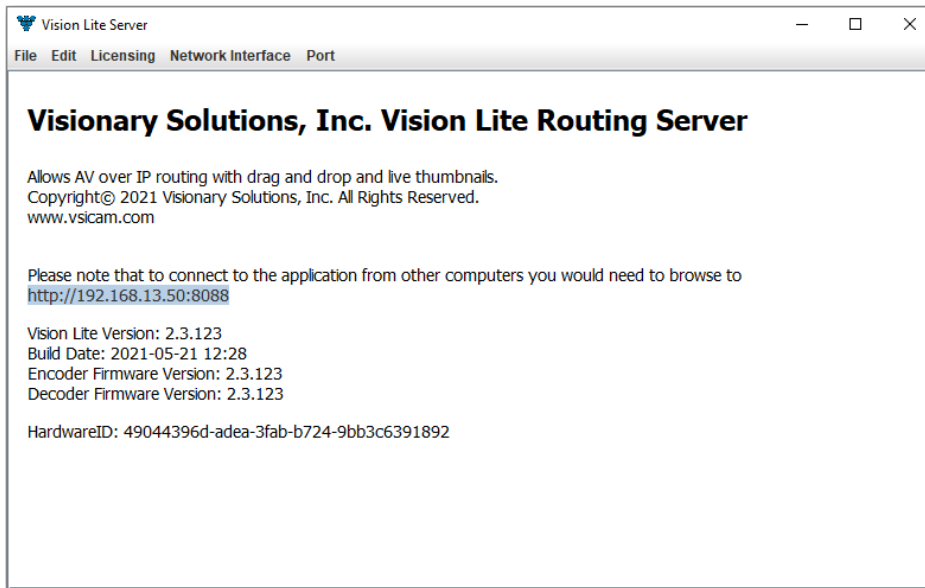 Vision Lite Server
File Edit Licensing Network Interface Port
Visionary Solutions, Inc. Vision Lite Routing Server
Allows AV over IP routing with drag and drop and live thumbnails.
Copyright© 2021 Visionary Solutions, Inc. All Rights Reserved.
www.vsicam.com
Please note that to connect to the application from other computers you would need to browse to
http://192.168.13.50:8088
Vision Lite Version: 2.3.123
Build Date: 2021-05-21 12:28
Encoder Firmware Version: 2.3.123
Decoder Firmware Version: 2.3.123
HardwareID: 49044396d-adea-3fab-b724-9bb3c6391892